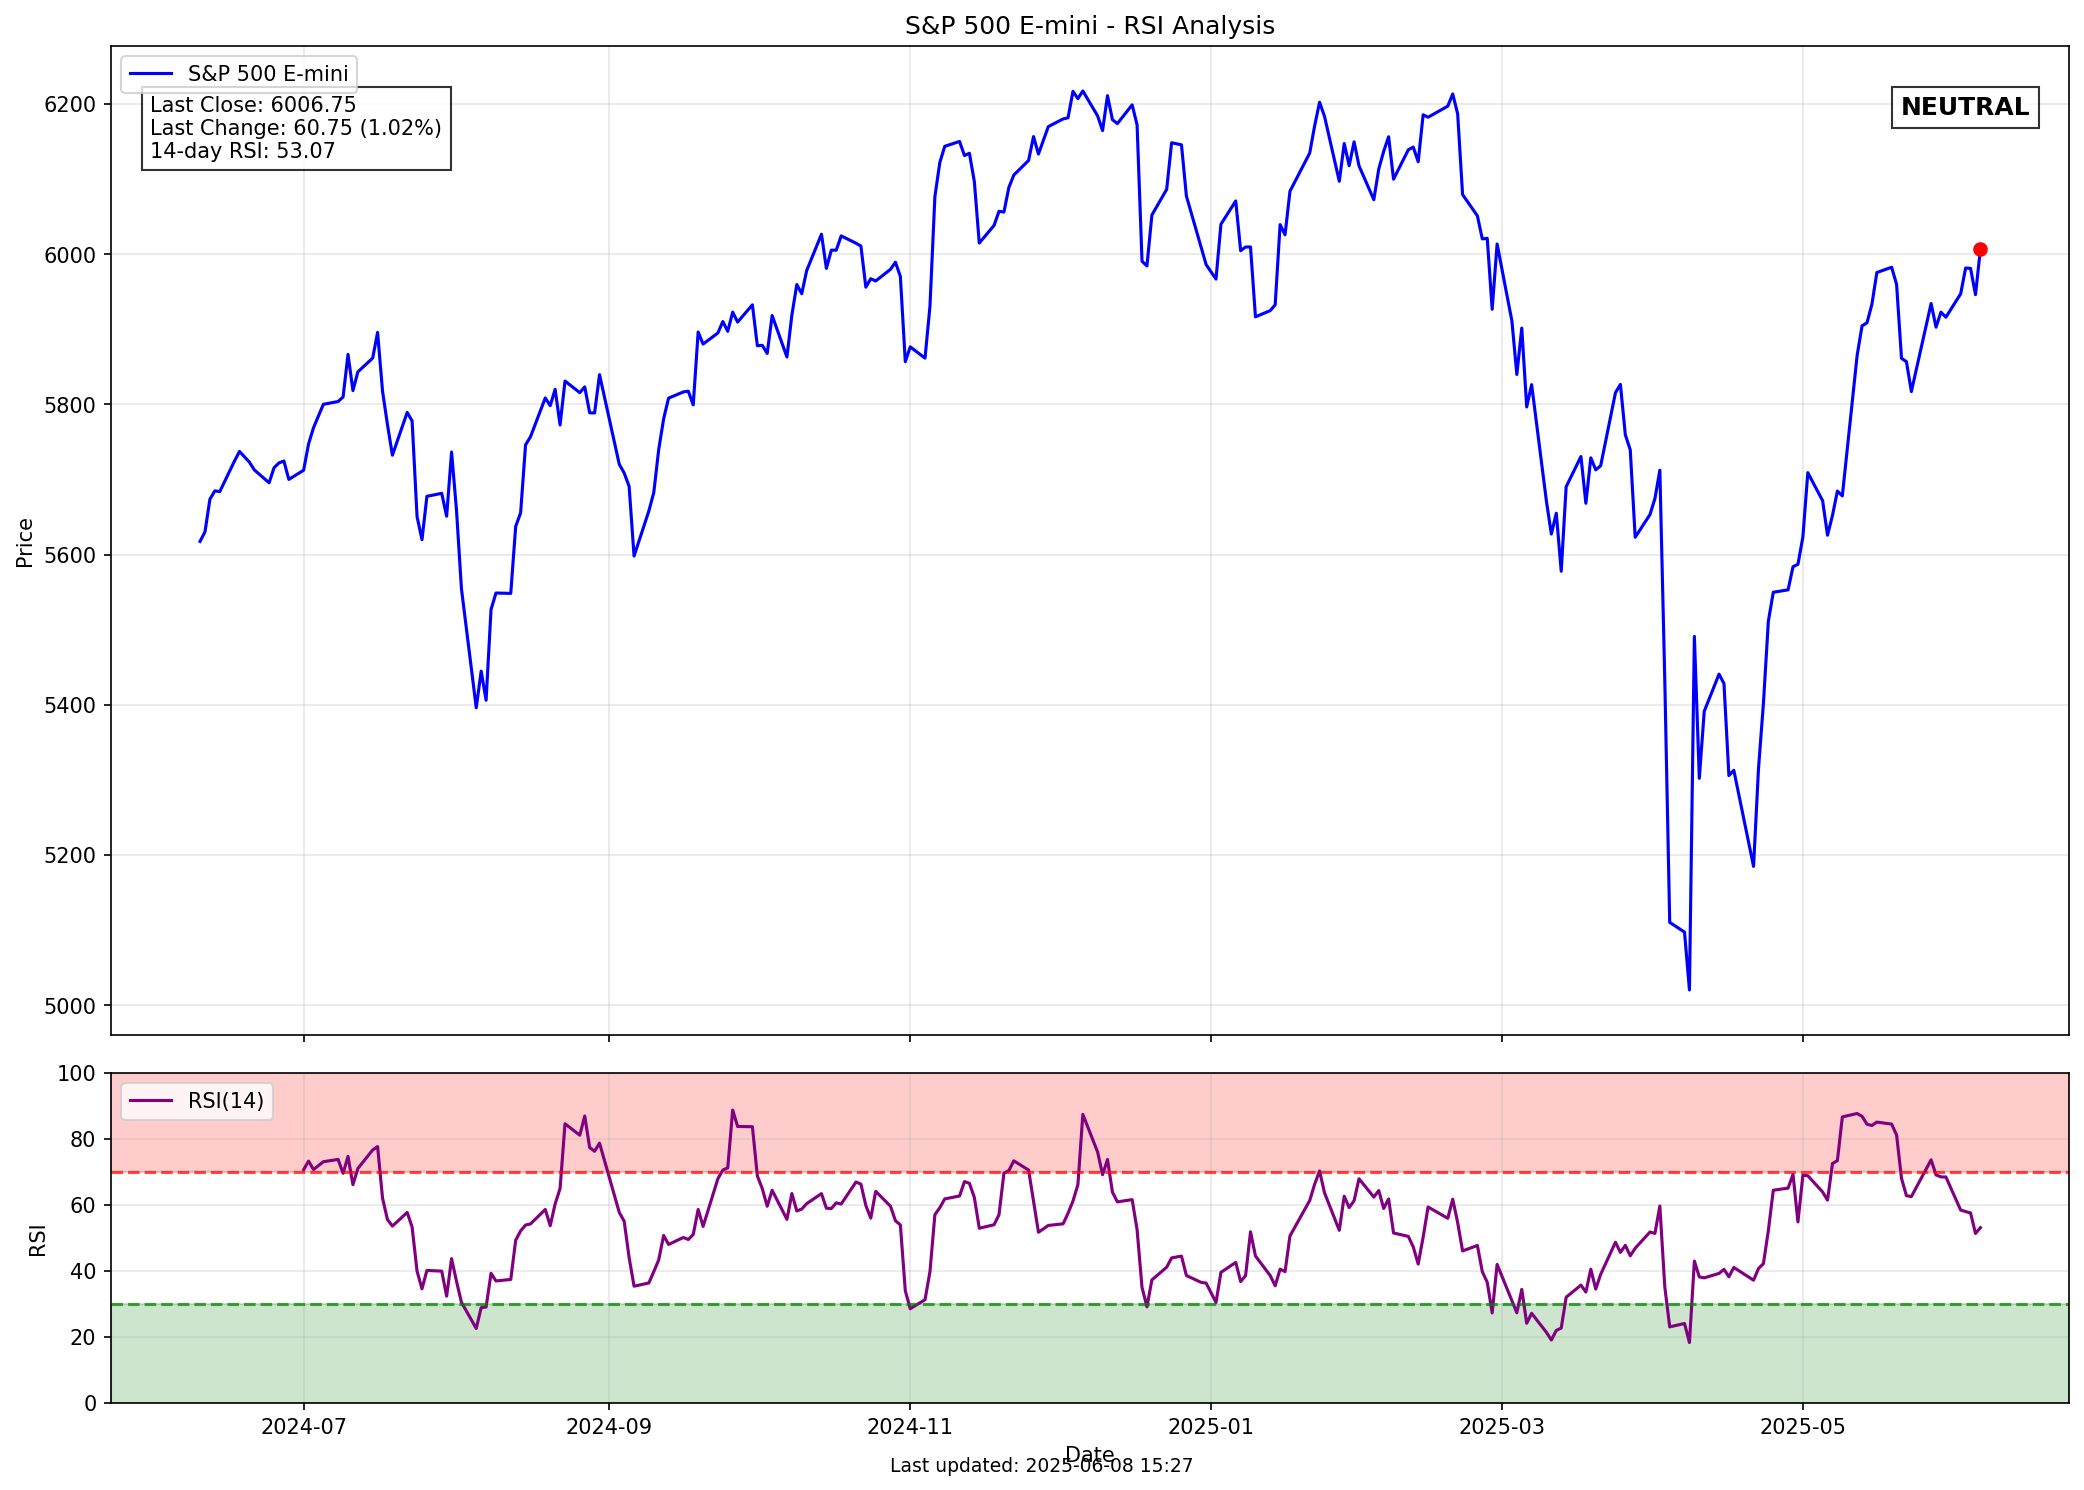 S&P 500 E-mini - RSI Analysis
S&P 500 E-mini
Last Close: 6006.75
Last Change: 60.75 (1.02%)
14-day RSI: 53.07
NEUTRAL
Price
6200
6000
5800
5600
5400
5200
5000
RSI(14)
RSI
100
80
60
40
20
0
2024-07
2024-09
2024-11
2025-01
2025-03
2025-05
Date
Last updated: 2025-06-08 15:27